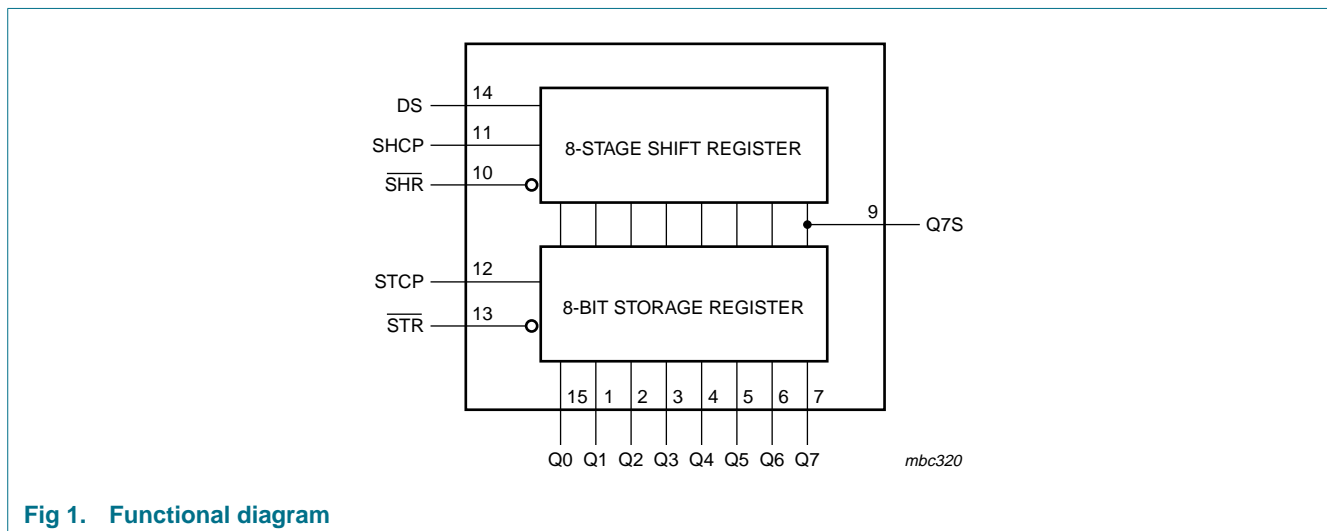 DS 14
SHCP 11
8-STAGE SHIFT REGISTER
S̅H̅R̅ 10
9 Q7S
STCP 12
8-BIT STORAGE REGISTER
S̅T̅R̅ 13
15 1 2 3 4 5 6 7
Q0 Q1 Q2 Q3 Q4 Q5 Q6 Q7
mbc320
Fig 1. Functional diagram